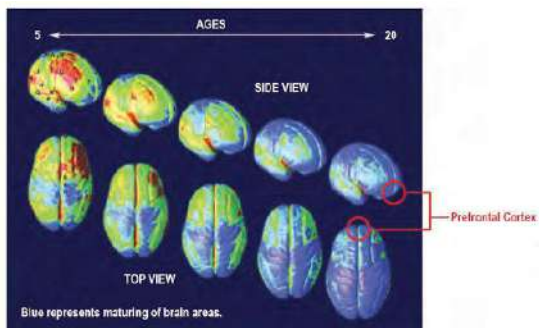 AGES
5 20
SIDE VIEW
Prefrontal Cortex
TOP VIEW
Blue represents maturing of brain areas.